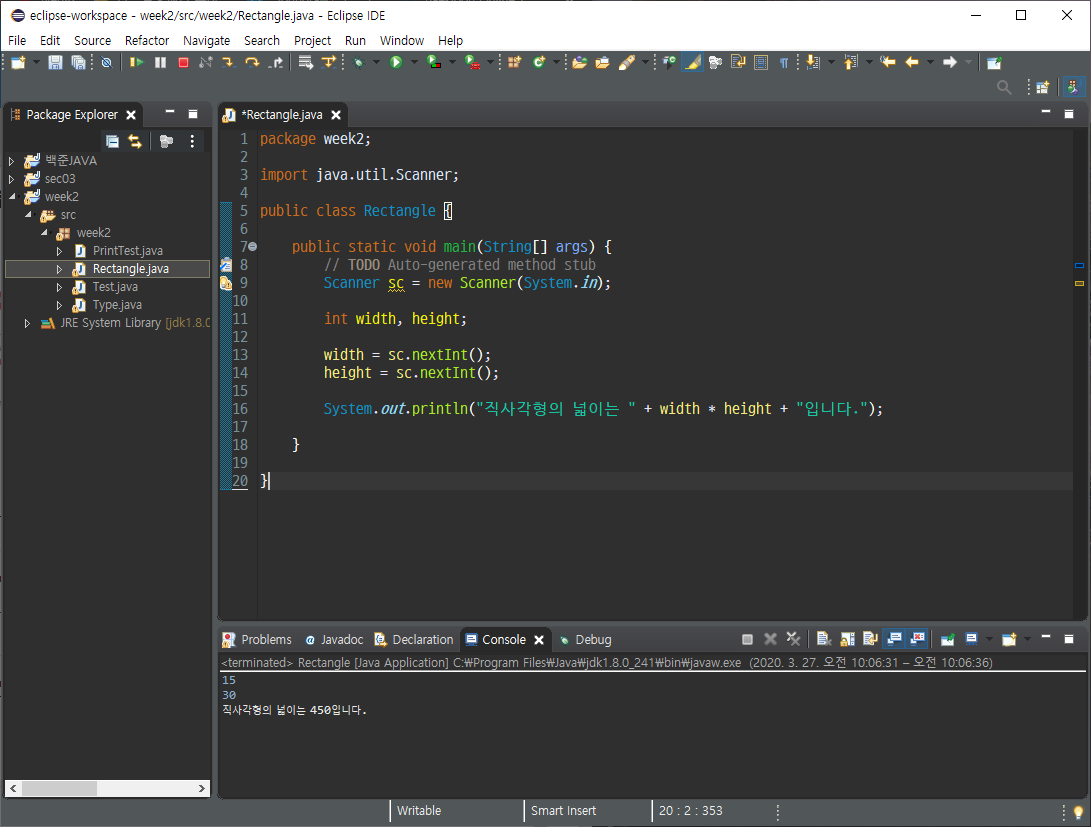 eclipse-workspace - week2/src/week2/Rectangle.java - Eclipse IDE
File Edit Source Refactor Navigate Search Project Run Window Help
Package Explorer
백준JAVA
sec03
week2
src
week2
PrintTest.java
Rectangle.java
Test.java
Type.java
JRE System Library [jdk1.8.0
*Rectangle.java
1 package week2;
2
3 import java.util.Scanner;
4
5 public class Rectangle {
6
7 public static void main(String[] args) {
8 // TODO Auto-generated method stub
9 Scanner sc = new Scanner(System.in);
10
11 int width, height;
12
13 width = sc.nextInt();
14 height = sc.nextInt();
15
16 System.out.println("직사각형의 넓이는 " + width * height + "입니다.");
17
18 }
19
20 }
Problems Javadoc Declaration Console Debug
<terminated> Rectangle [Java Application] C:₩Program Files₩Java₩jdk1.8.0_241₩bin₩javaw.exe (2020. 3. 27. 오전 10:06:31 – 오전 10:06:36)
15
30
직사각형의 넓이는 450입니다.
Writable Smart Insert 20 : 2 : 353